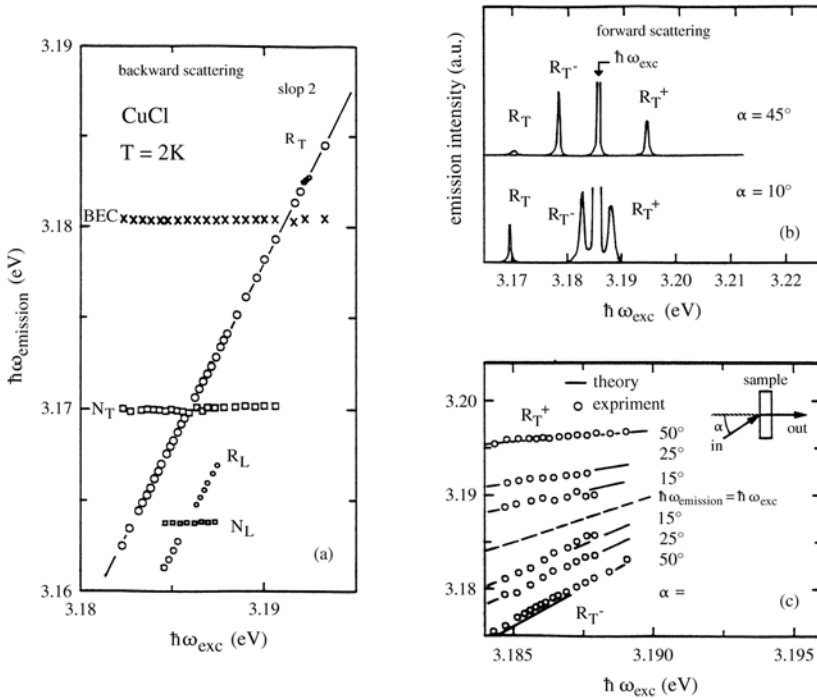 3.19
backward scattering
slop 2
CuCl
T = 2K
R_T
BEC
3.18
ħω_emission (eV)
N_T
3.17
R_L
N_L
(a)
3.16
3.18
3.19
ħω_exc (eV)
emission intensity (a.u.)
forward scattering
ħω_exc
R_T^-
R_T^+
R_T
α = 45°
R_T
R_T^-
R_T^+
α = 10°
(b)
3.17
3.18
3.19
3.20
3.21
3.22
ħω_exc (eV)
ħω_emission (eV)
theory
expriment
sample
α
in
out
3.20
R_T^+
50°
25°
15°
ħω_emission = ħω_exc
3.19
15°
25°
50°
3.18
α =
R_T^-
(c)
3.185
3.190
3.195
ħω_exc (eV)